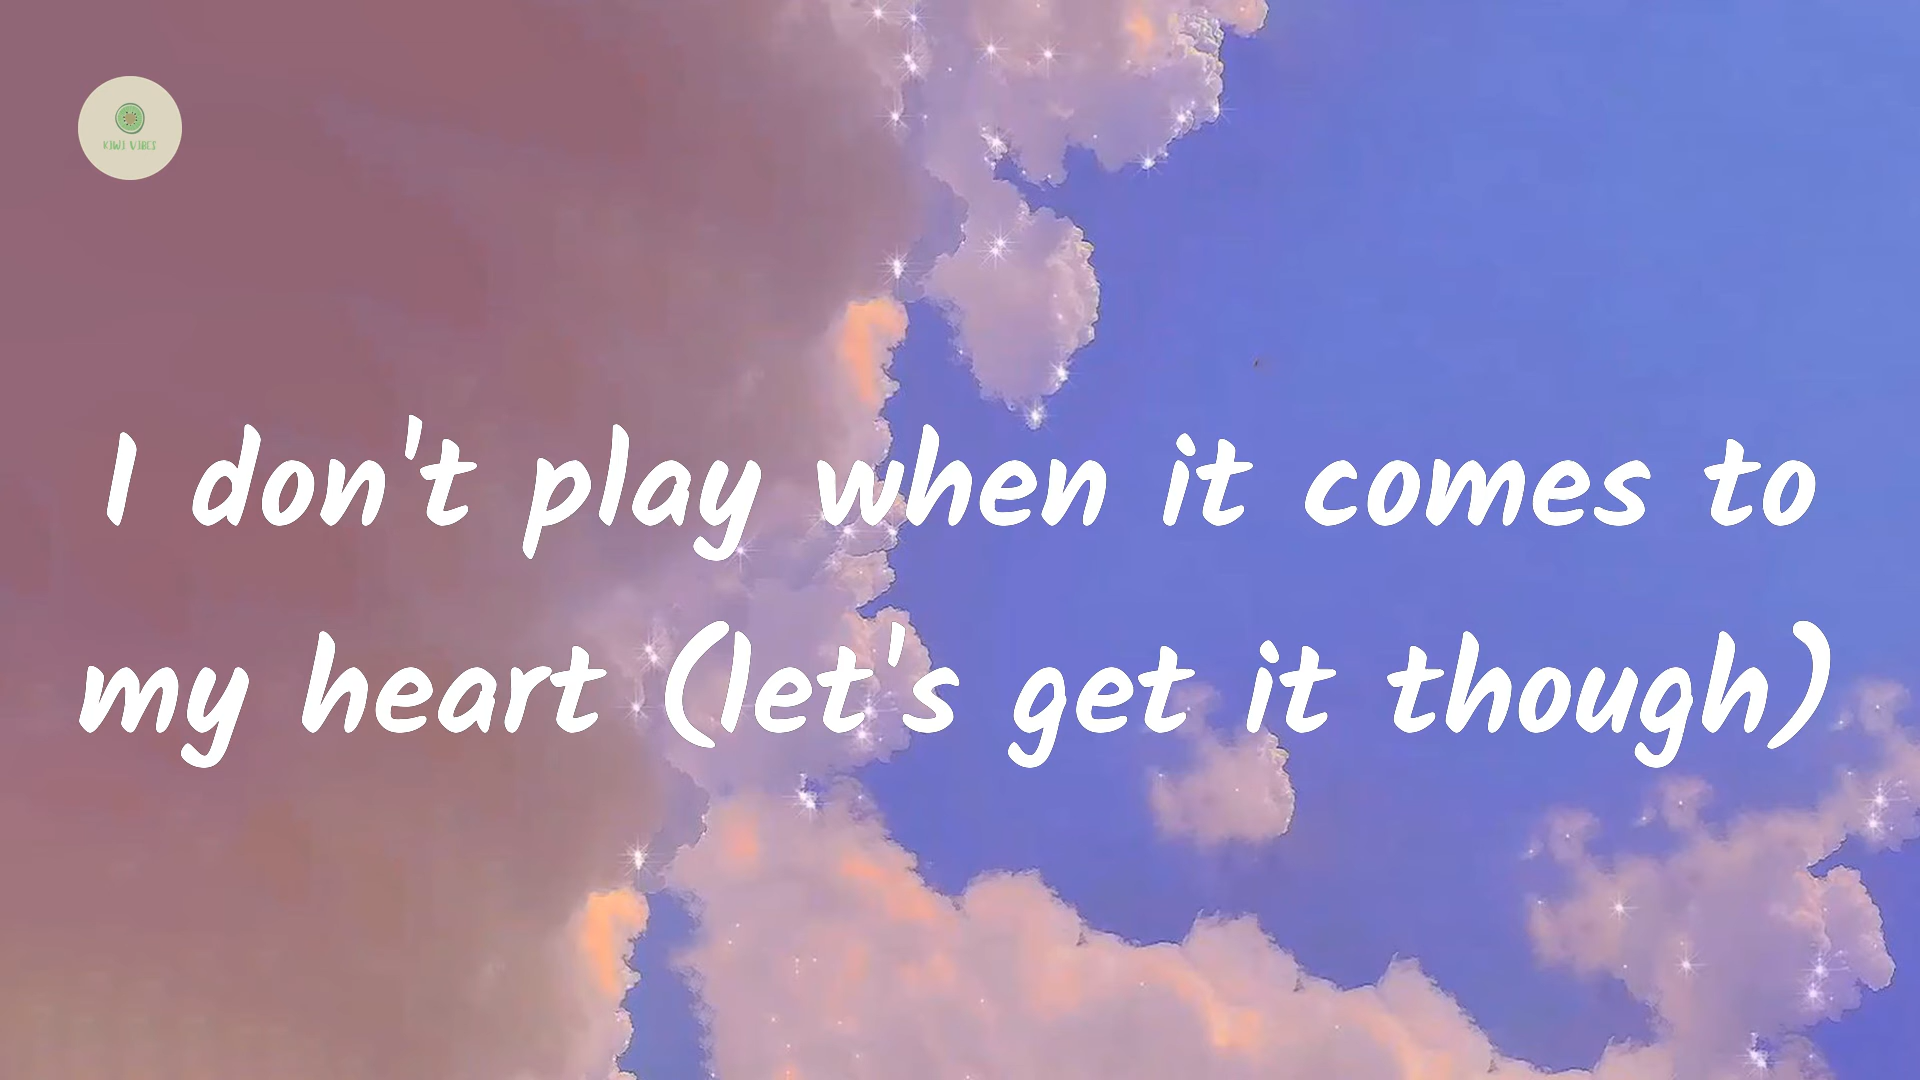 KIWI VIBES
I don't play when it comes to
my heart (let's get it though)